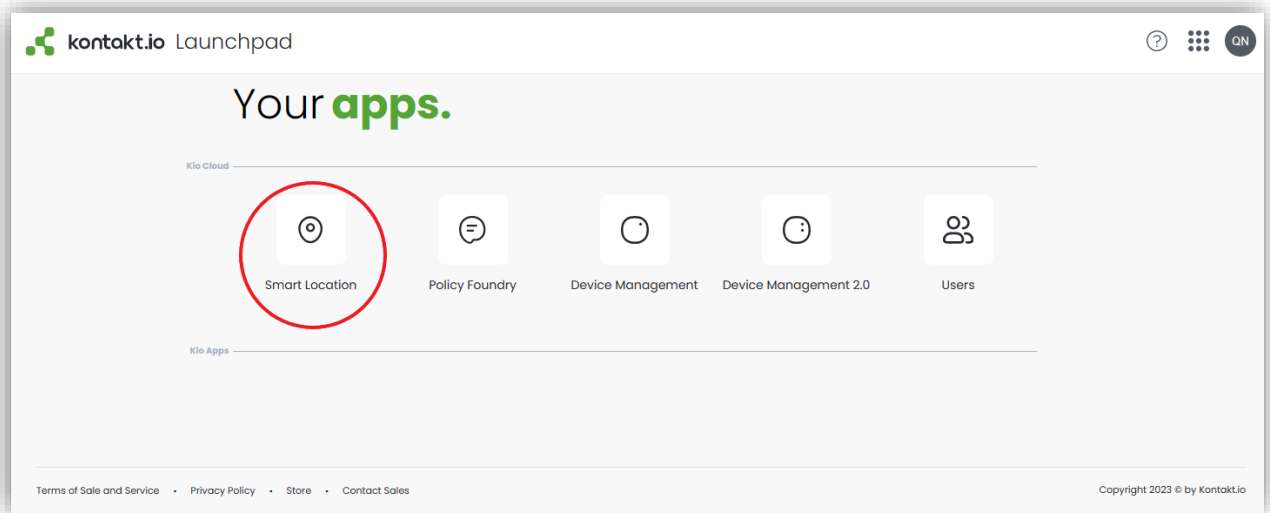 kontakt.io Launchpad
QN
Your apps.
Kio Cloud
Smart Location
Policy Foundry
Device Management
Device Management 2.0
Users
Kio Apps
Terms of Sale and Service • Privacy Policy • Store • Contact Sales
Copyright 2023 © by Kontakt.io